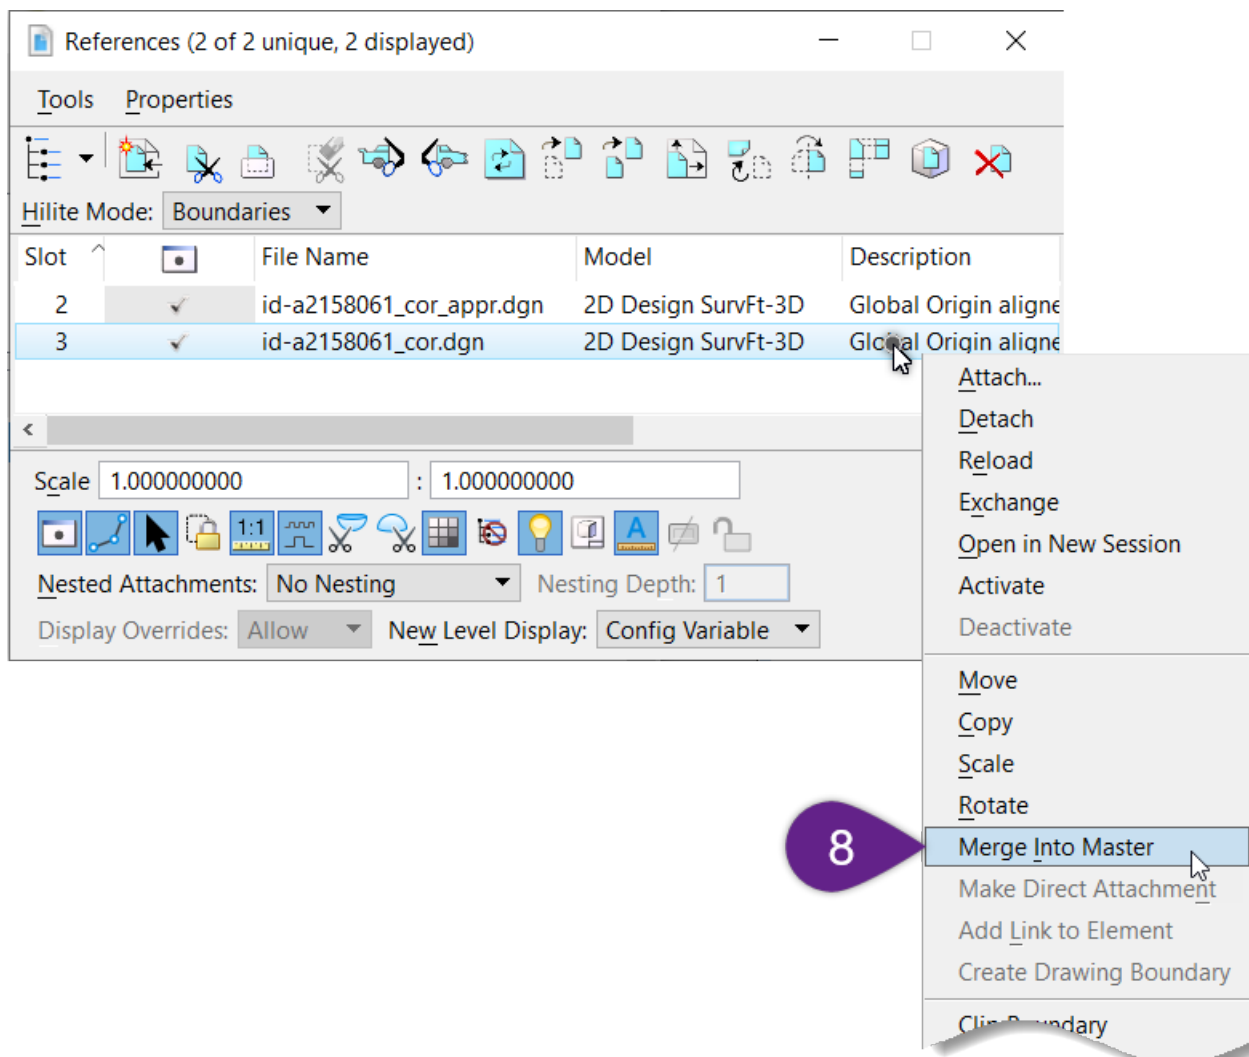 References (2 of 2 unique, 2 displayed)
Tools Properties
Hilite Mode: Boundaries
Slot File Name Model Description
2 id-a2158061_cor_appr.dgn 2D Design SurvFt-3D Global Origin aligne
3 id-a2158061_cor.dgn 2D Design SurvFt-3D Global Origin aligne
Scale 1.000000000 : 1.000000000
1:1 A
Nested Attachments: No Nesting Nesting Depth: 1
Display Overrides: Allow New Level Display: Config Variable
Attach...
Detach
Reload
Exchange
Open in New Session
Activate
Deactivate
Move
Copy
Scale
Rotate
8 Merge Into Master
Make Direct Attachment
Add Link to Element
Create Drawing Boundary
Clip Boundary